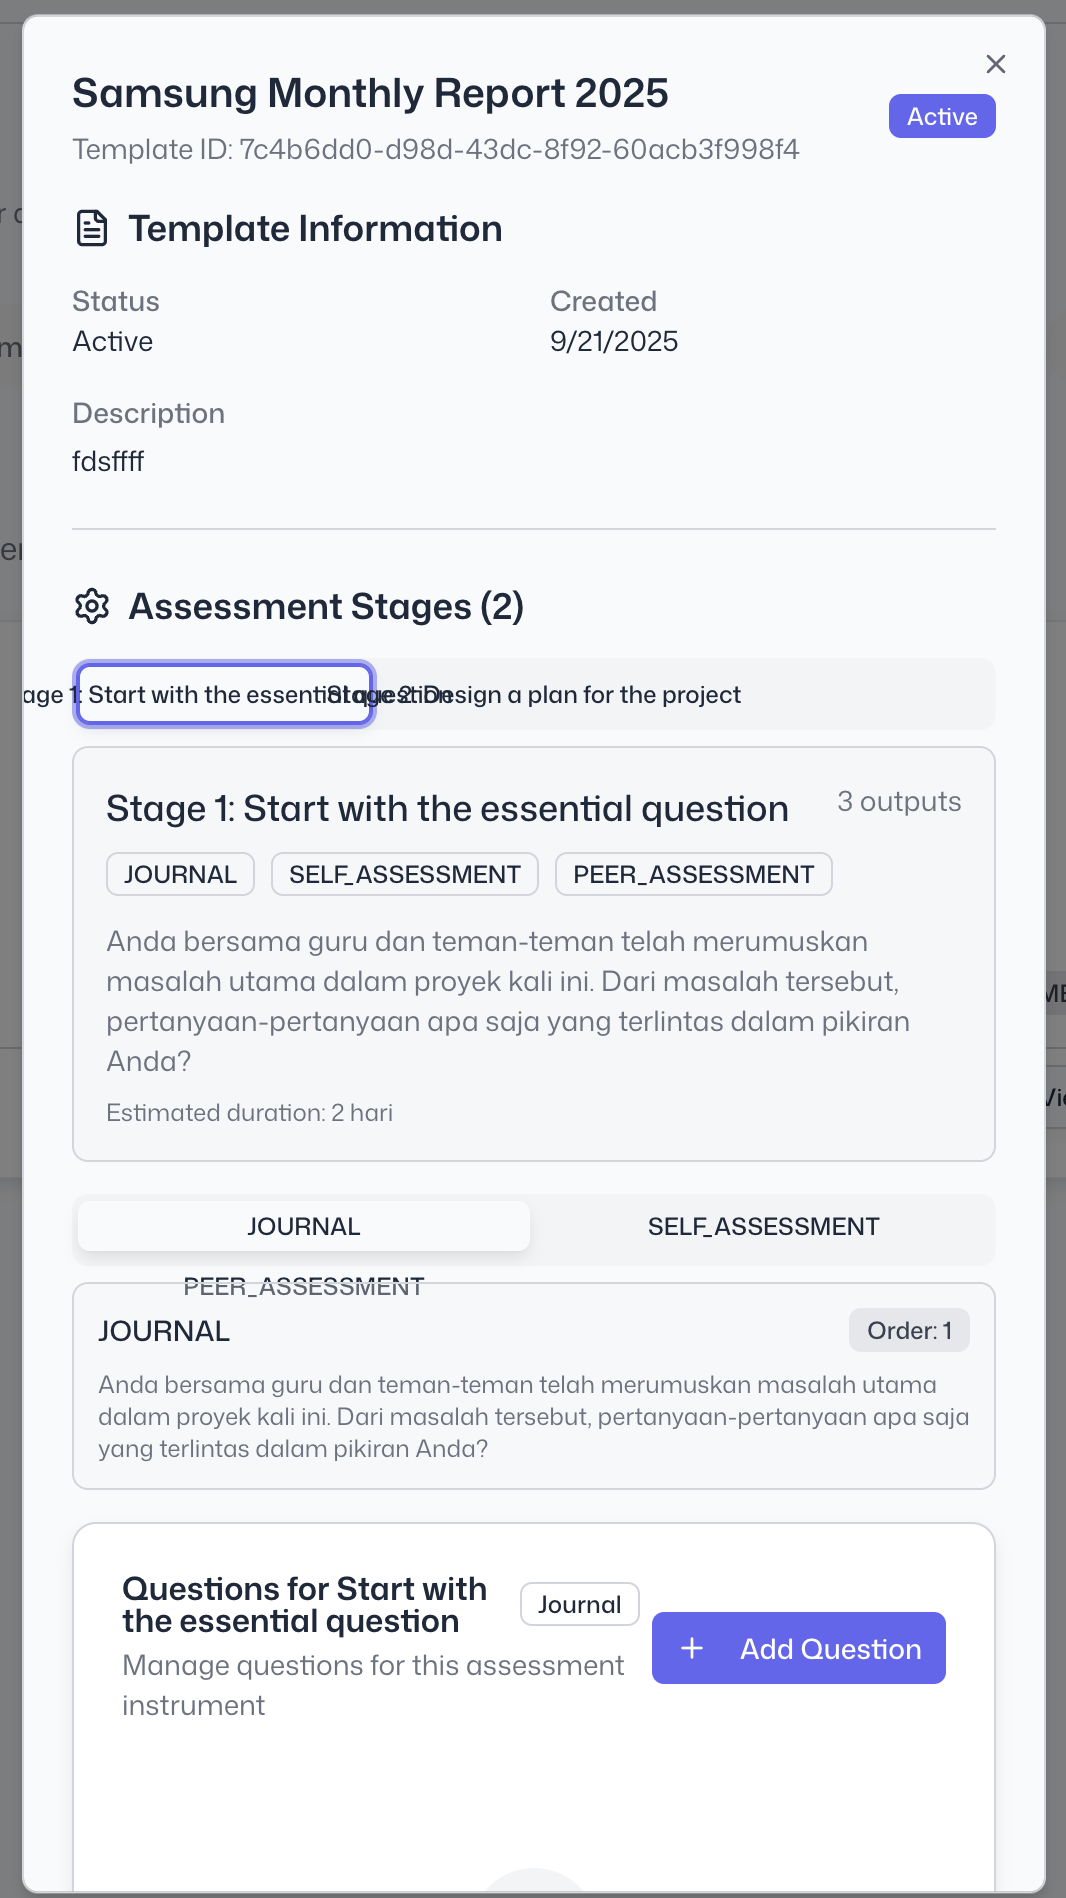 Samsung Monthly Report 2025
Active
Template ID: 7c4b6dd0-d98d-43dc-8f92-60acb3f998f4
Template Information
Status
Created
Active
9/21/2025
Description
fdsffff
Assessment Stages (2)
age 1: Start with the essential question
Stage 2: Design a plan for the project
Stage 1: Start with the essential question
3 outputs
JOURNAL
SELF_ASSESSMENT
PEER_ASSESSMENT
Anda bersama guru dan teman-teman telah merumuskan
masalah utama dalam proyek kali ini. Dari masalah tersebut,
pertanyaan-pertanyaan apa saja yang terlintas dalam pikiran
Anda?
Estimated duration: 2 hari
JOURNAL
SELF_ASSESSMENT
PEER_ASSESSMENT
JOURNAL
Order: 1
Anda bersama guru dan teman-teman telah merumuskan masalah utama
dalam proyek kali ini. Dari masalah tersebut, pertanyaan-pertanyaan apa saja
yang terlintas dalam pikiran Anda?
Questions for Start with
the essential question
Journal
Add Question
Manage questions for this assessment
instrument